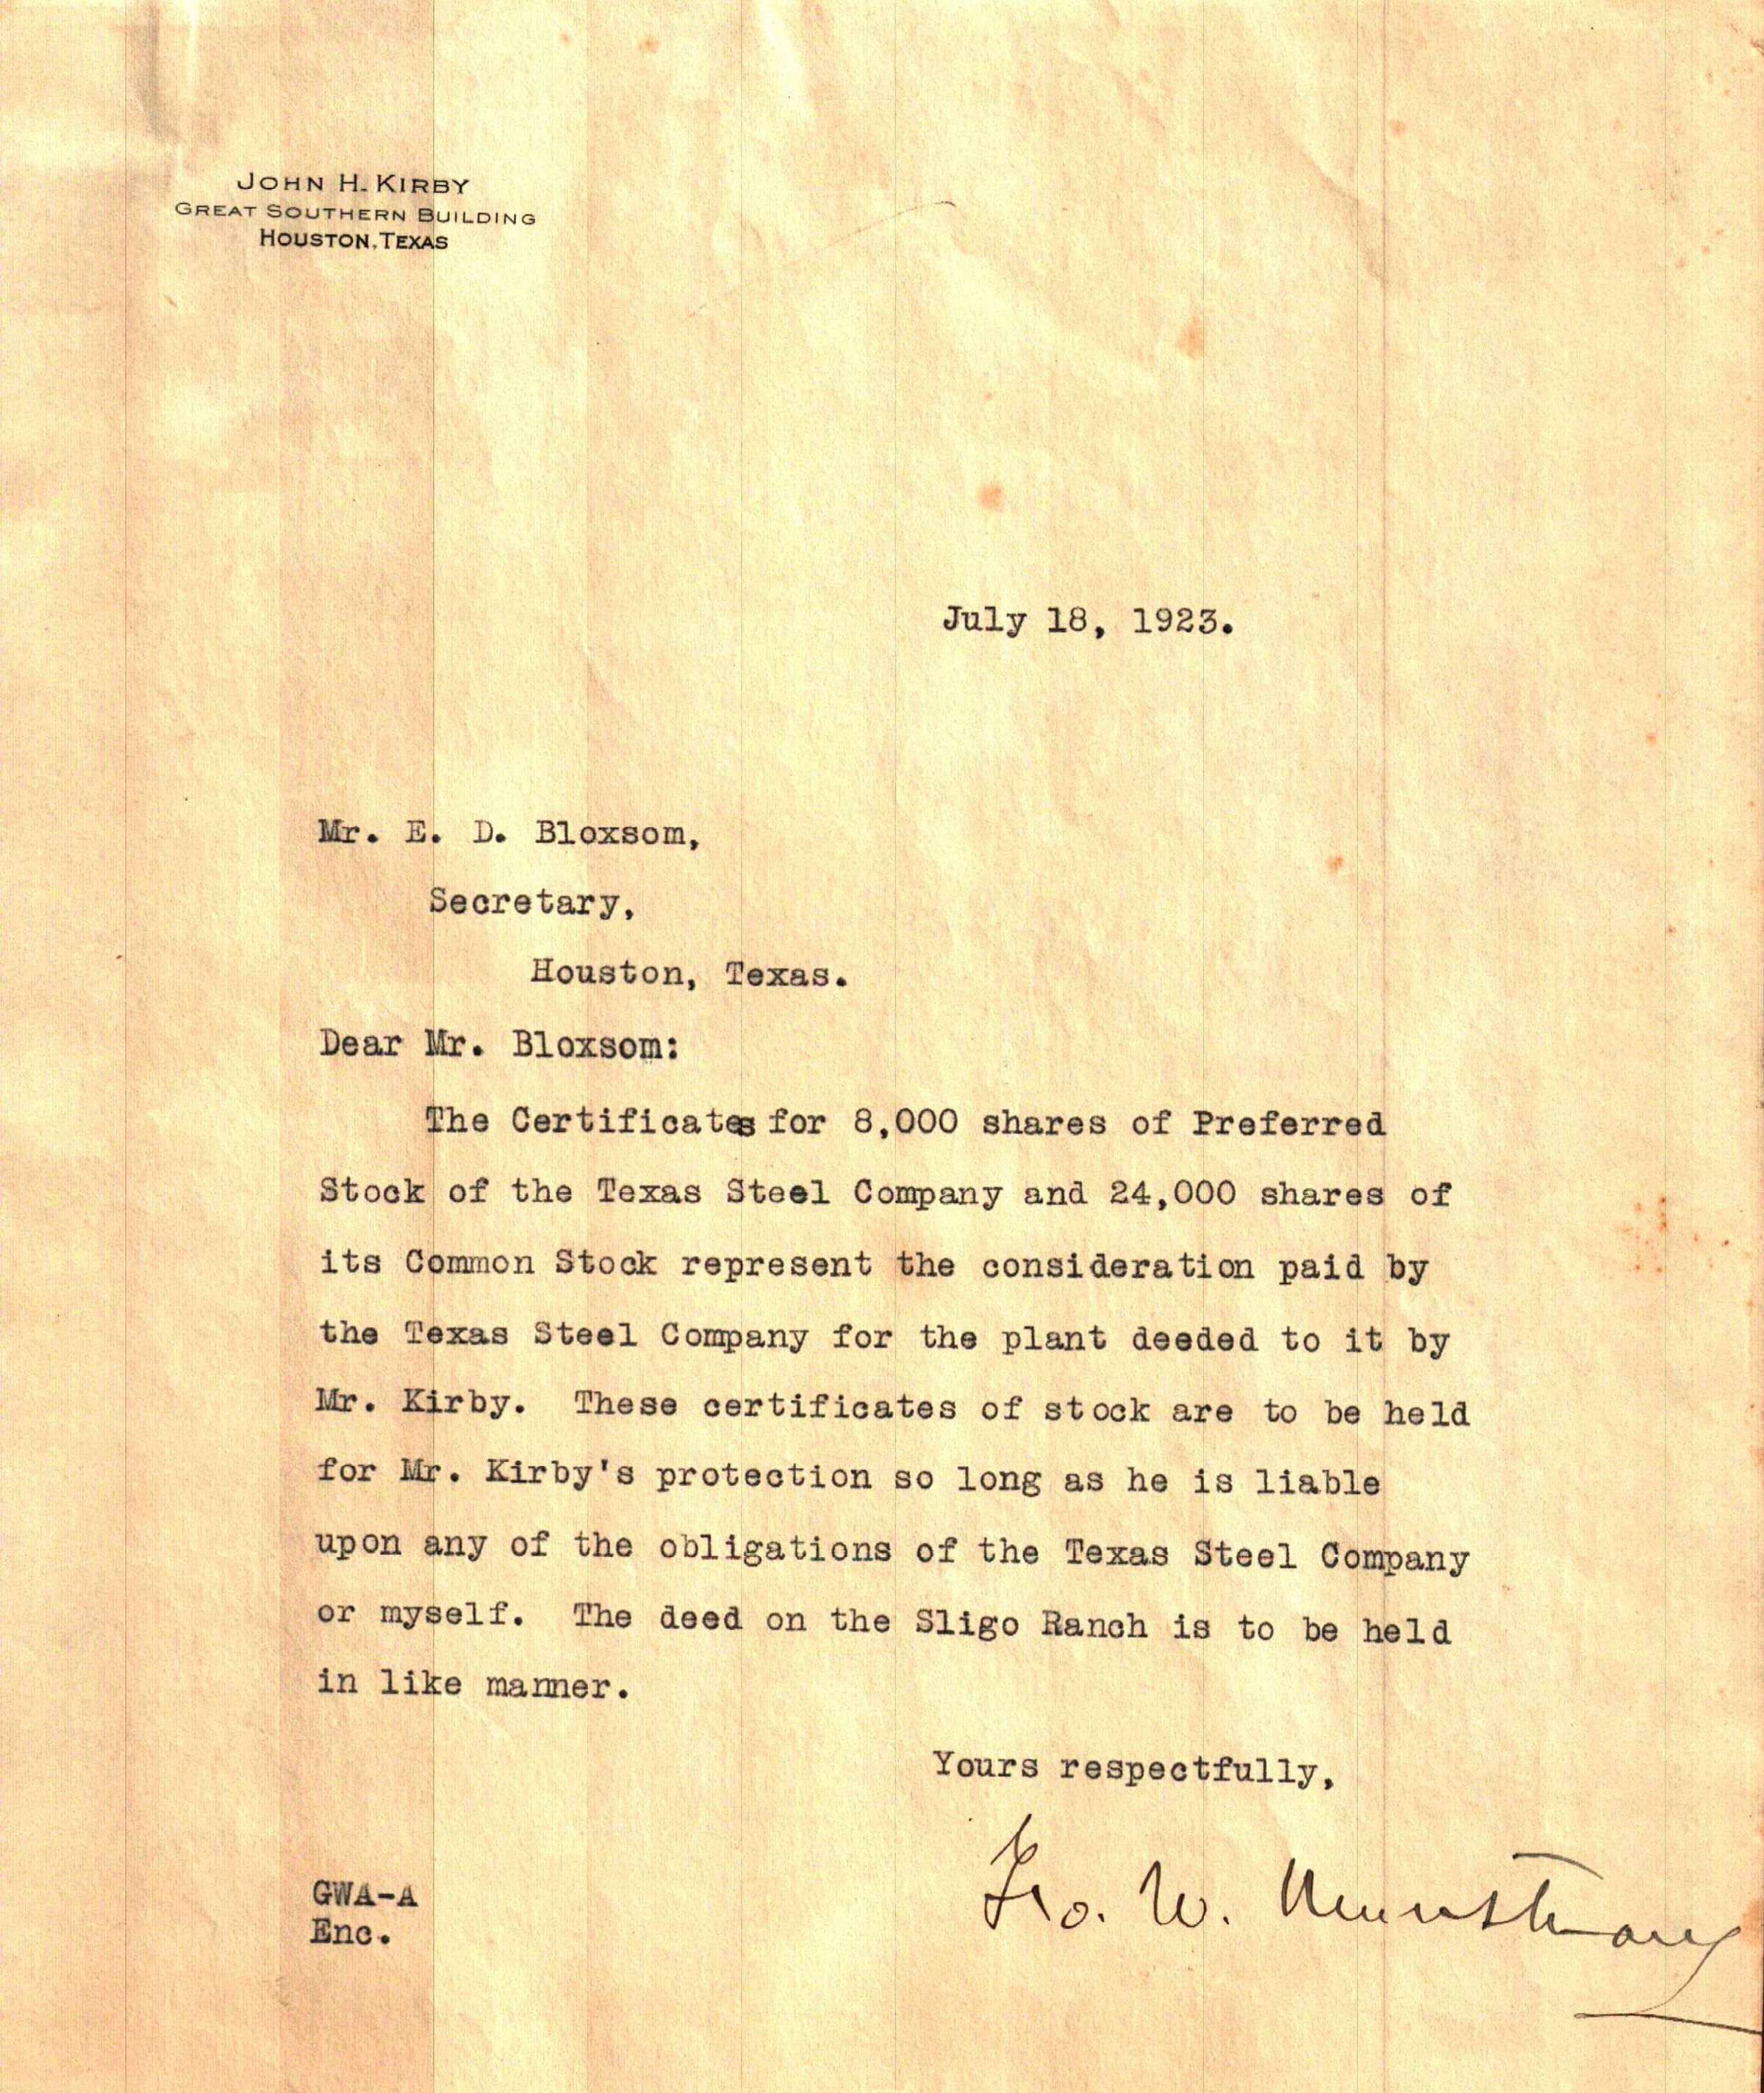 JOHN H. KIRBY
GREAT SOUTHERN BUILDING
HOUSTON, TEXAS
July 18, 1923.
Mr. E. D. Bloxsom,
Secretary,
Houston, Texas.
Dear Mr. Bloxsom:
The Certificates for 8,000 shares of Preferred
Stock of the Texas Steel Company and 24,000 shares of
its Common Stock represent the consideration paid by
the Texas Steel Company for the plant deeded to it by
Mr. Kirby. These certificates of stock are to be held
for Mr. Kirby's protection so long as he is liable
upon any of the obligations of the Texas Steel Company
or myself. The deed on the Sligo Ranch is to be held
in like manner.
Yours respectfully,
Geo. W. Armstrong
GWA-A
Enc.